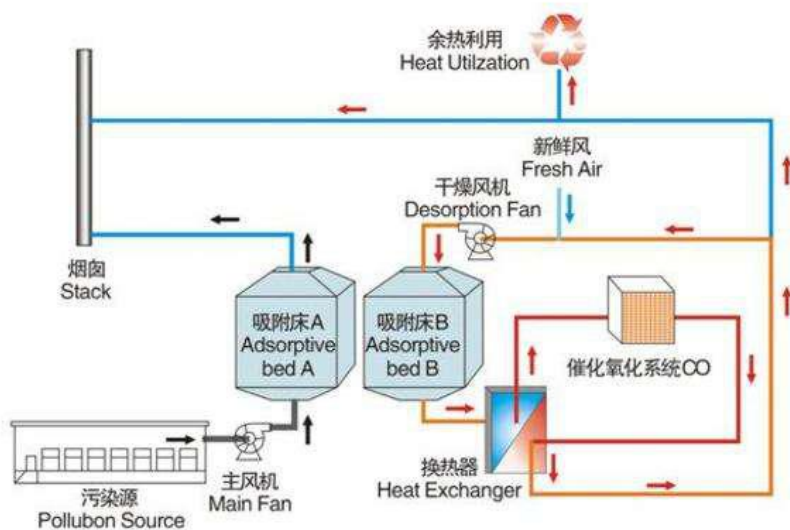 余热利用
Heat Utilzation
新鲜风
Fresh Air
干燥风机
Desorption Fan
烟囱
Stack
吸附床A
Adsorptive
bed A
吸附床B
Adsorptive
bed B
催化氧化系统CO
换热器
Heat Exchanger
主风机
Main Fan
污染源
Pollubon Source